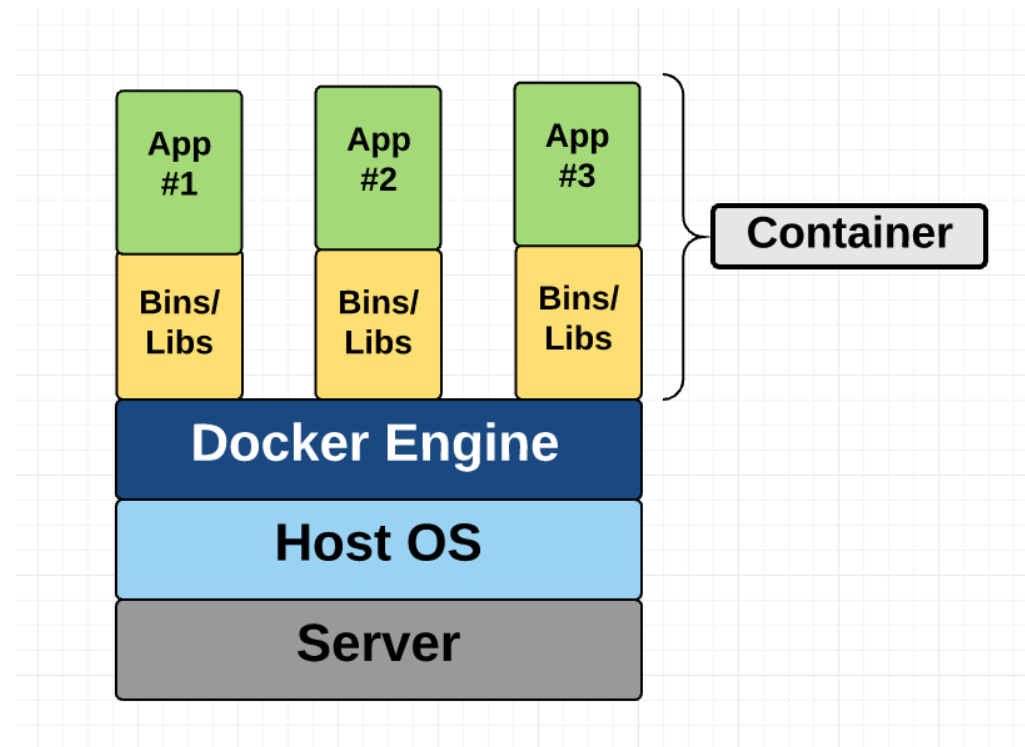 App
#1
App
#2
App
#3
Container
Bins/
Libs
Bins/
Libs
Bins/
Libs
Docker Engine
Host OS
Server